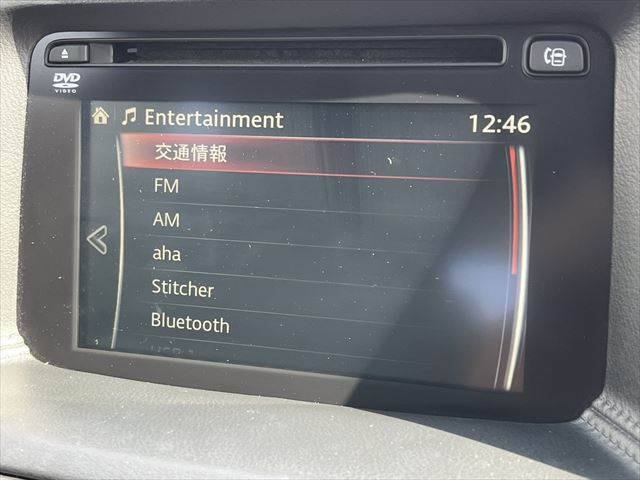 DVD
VIDEO
Entertainment
12:46
交通情報
FM
AM
aha
Stitcher
Bluetooth